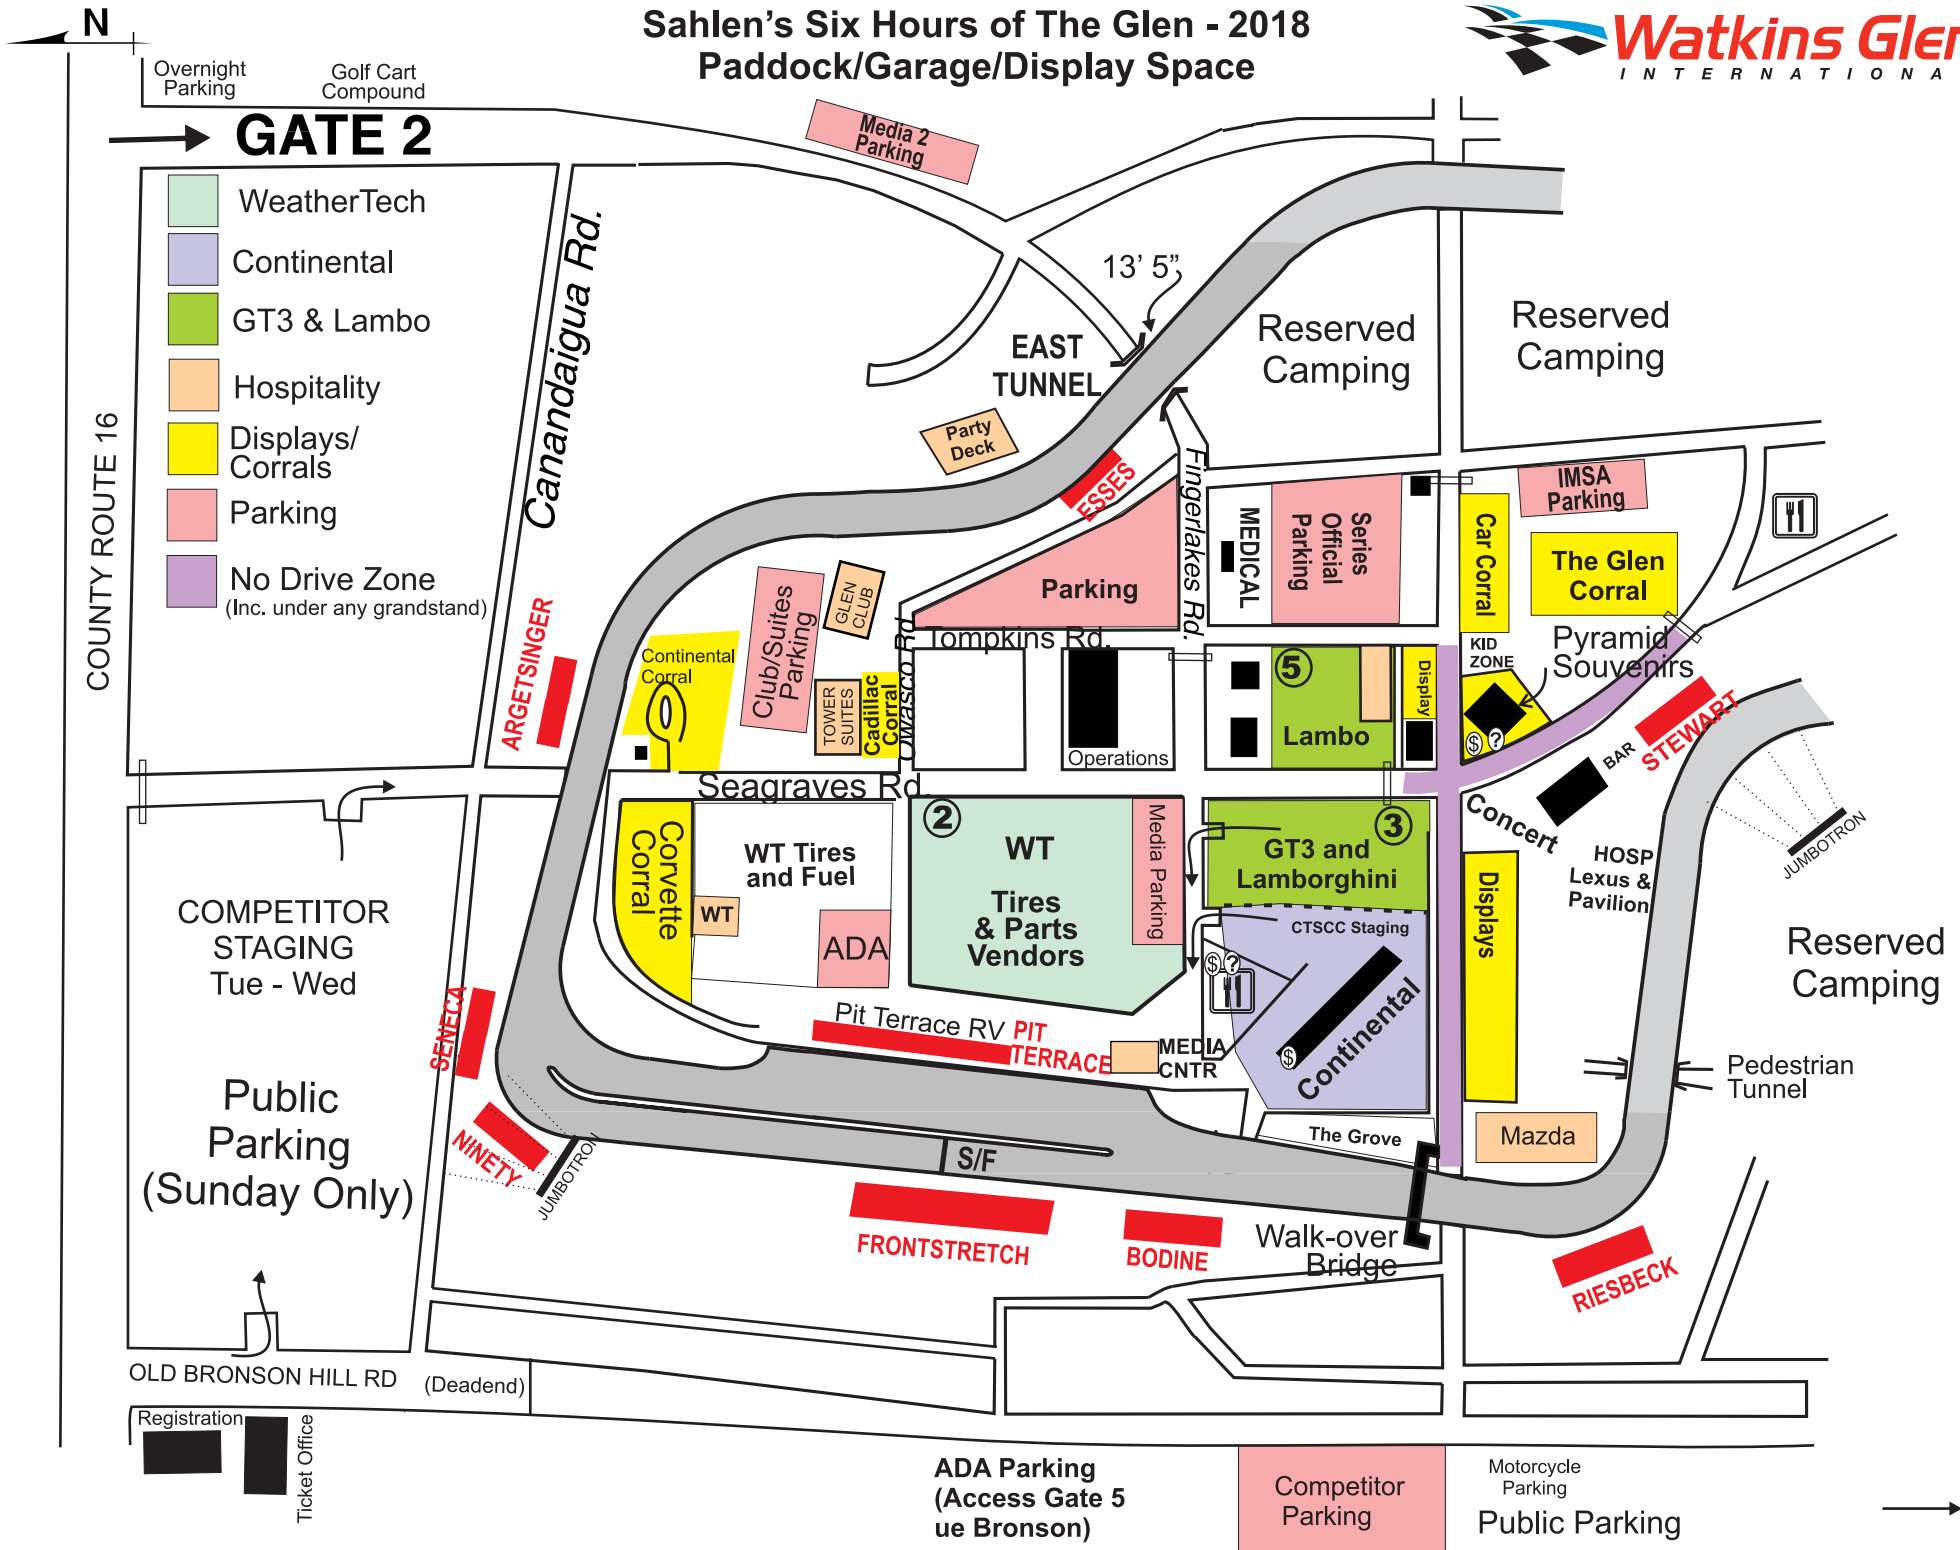 N
Sahlen's Six Hours of The Glen - 2018
Paddock/Garage/Display Space
Watkins Glen
INTERNATIONA
Overnight
Parking
Golf Cart
Compound
GATE 2
Media 2
Parking
WeatherTech
Continental
GT3 & Lambo
Hospitality
Displays/
Corrals
Parking
No Drive Zone
(Inc. under any grandstand)
COUNTY ROUTE 16
Canandaigua Rd.
13' 5”
EAST
TUNNEL
Reserved
Camping
Reserved
Camping
Party
Deck
ESSES
Fingerlakes Rd.
MEDICAL
Series
Official
Parking
IMSA
Parking
Car Corral
The Glen
Corral
Parking
GLEN
CLUB
Club/Suites
Parking
ARGETSINGER
Continental
Corral
TOWER
SUITES
Cadillac
Corral
Owasco Rd
Tompkins Rd.
Operations
5
Lambo
Display
KID
ZONE
Pyramid
Souvenirs
$
?
STEWART
BAR
Concert
JUMBOTRON
HOSP
Lexus &
Pavilion
Seagraves Rd.
Corvette
Corral
WT Tires
and Fuel
WT
ADA
2
WT
Tires
& Parts
Vendors
Media Parking
3
GT3 and
Lamborghini
CTSCC Staging
$
?
Continental
$
Displays
Reserved
Camping
COMPETITOR
STAGING
Tue - Wed
SENECA
Pit Terrace RV
PIT
TERRACE
MEDIA
CNTR
Pedestrian
Tunnel
Public
Parking
(Sunday Only)
NINETY
JUMBOTRON
S/F
The Grove
Mazda
FRONTSTRETCH
BODINE
Walk-over
Bridge
RIESBECK
OLD BRONSON HILL RD
(Deadend)
Registration
Ticket Office
ADA Parking
(Access Gate 5
ue Bronson)
Competitor
Parking
Motorcycle
Parking
Public Parking